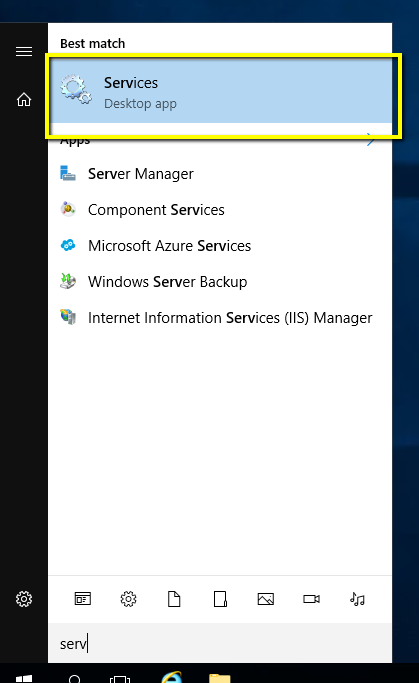 Best match
Services
Desktop app
Apps
Server Manager
Component Services
Microsoft Azure Services
Windows Server Backup
Internet Information Services (IIS) Manager
serv